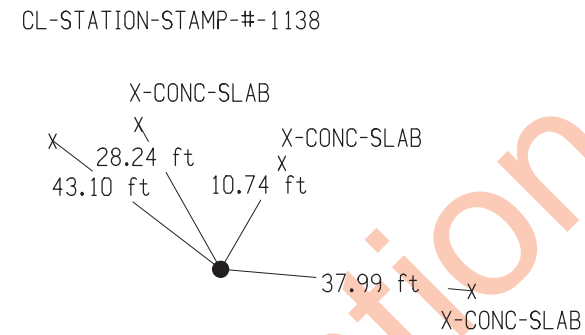 CL-STATION-STAMP-#-1138
X-CONC-SLAB
X
X-CONC-SLAB
X
X
28.24 ft
43.10 ft
10.74 ft
37.99 ft
X
X-CONC-SLAB